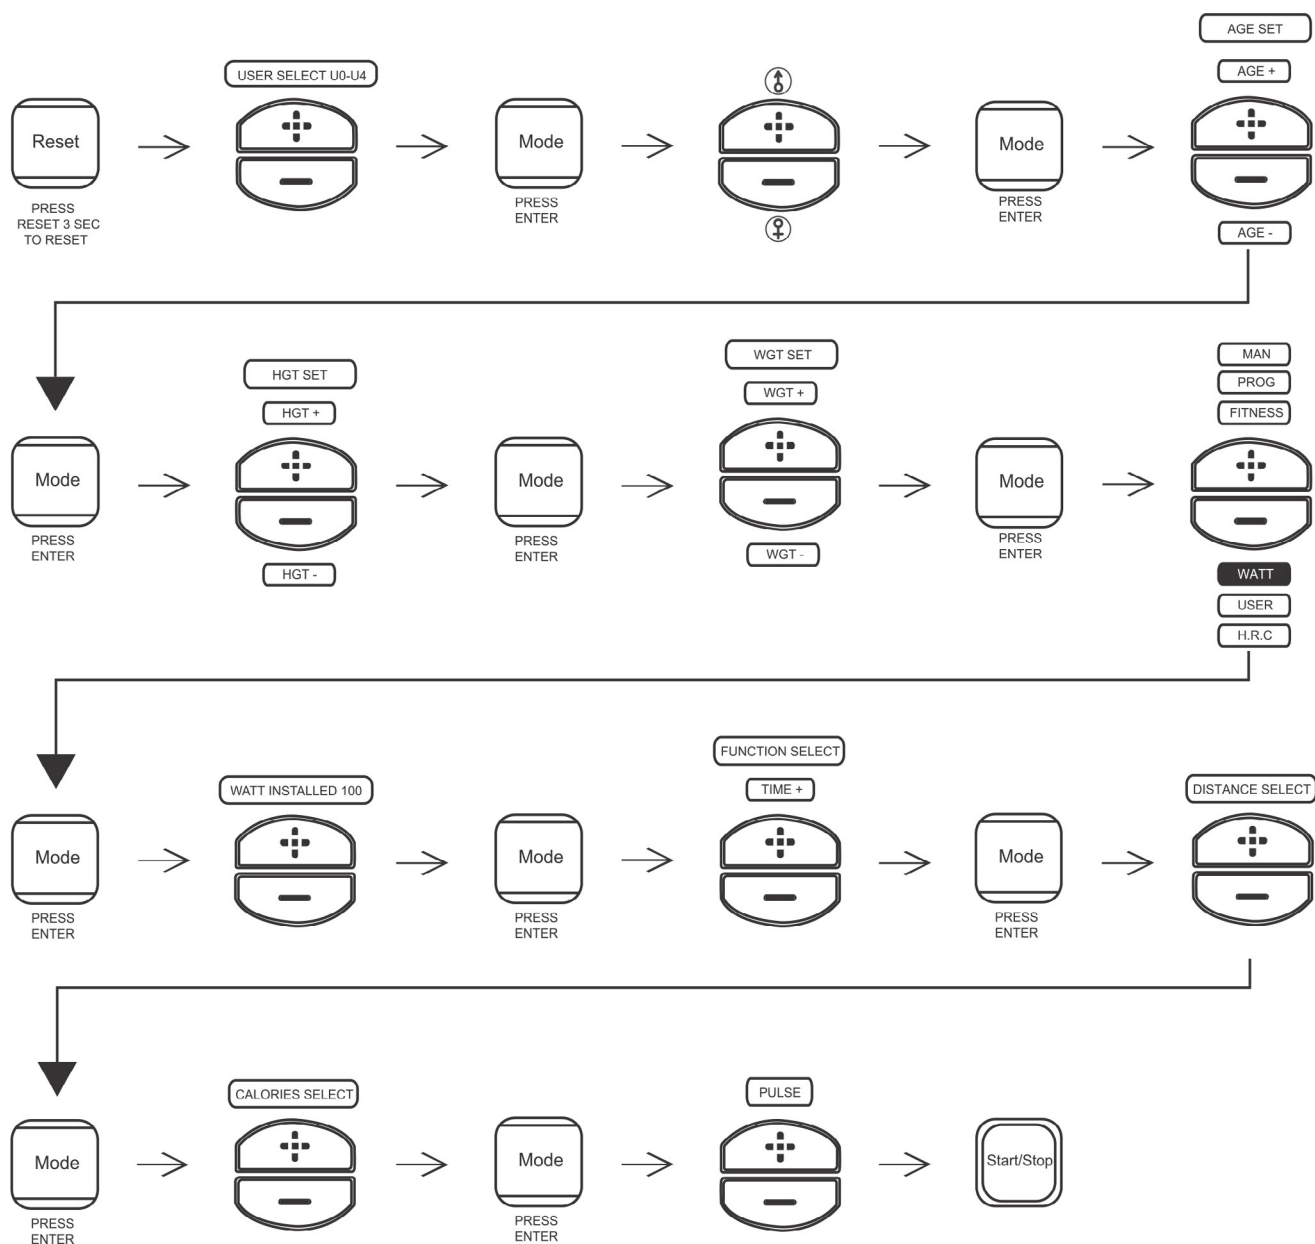 AGE SET
USER SELECT U0-U4
AGE +
Reset
Mode
Mode
PRESS
RESET 3 SEC
TO RESET
PRESS
ENTER
PRESS
ENTER
AGE -
HGT SET
WGT SET
MAN
PROG
HGT +
WGT +
FITNESS
Mode
Mode
Mode
PRESS
ENTER
PRESS
ENTER
PRESS
ENTER
HGT -
WGT -
WATT
USER
H.R.C
FUNCTION SELECT
WATT INSTALLED 100
TIME +
DISTANCE SELECT
Mode
Mode
Mode
PRESS
ENTER
PRESS
ENTER
PRESS
ENTER
CALORIES SELECT
PULSE
Mode
Mode
Start/Stop
PRESS
ENTER
PRESS
ENTER